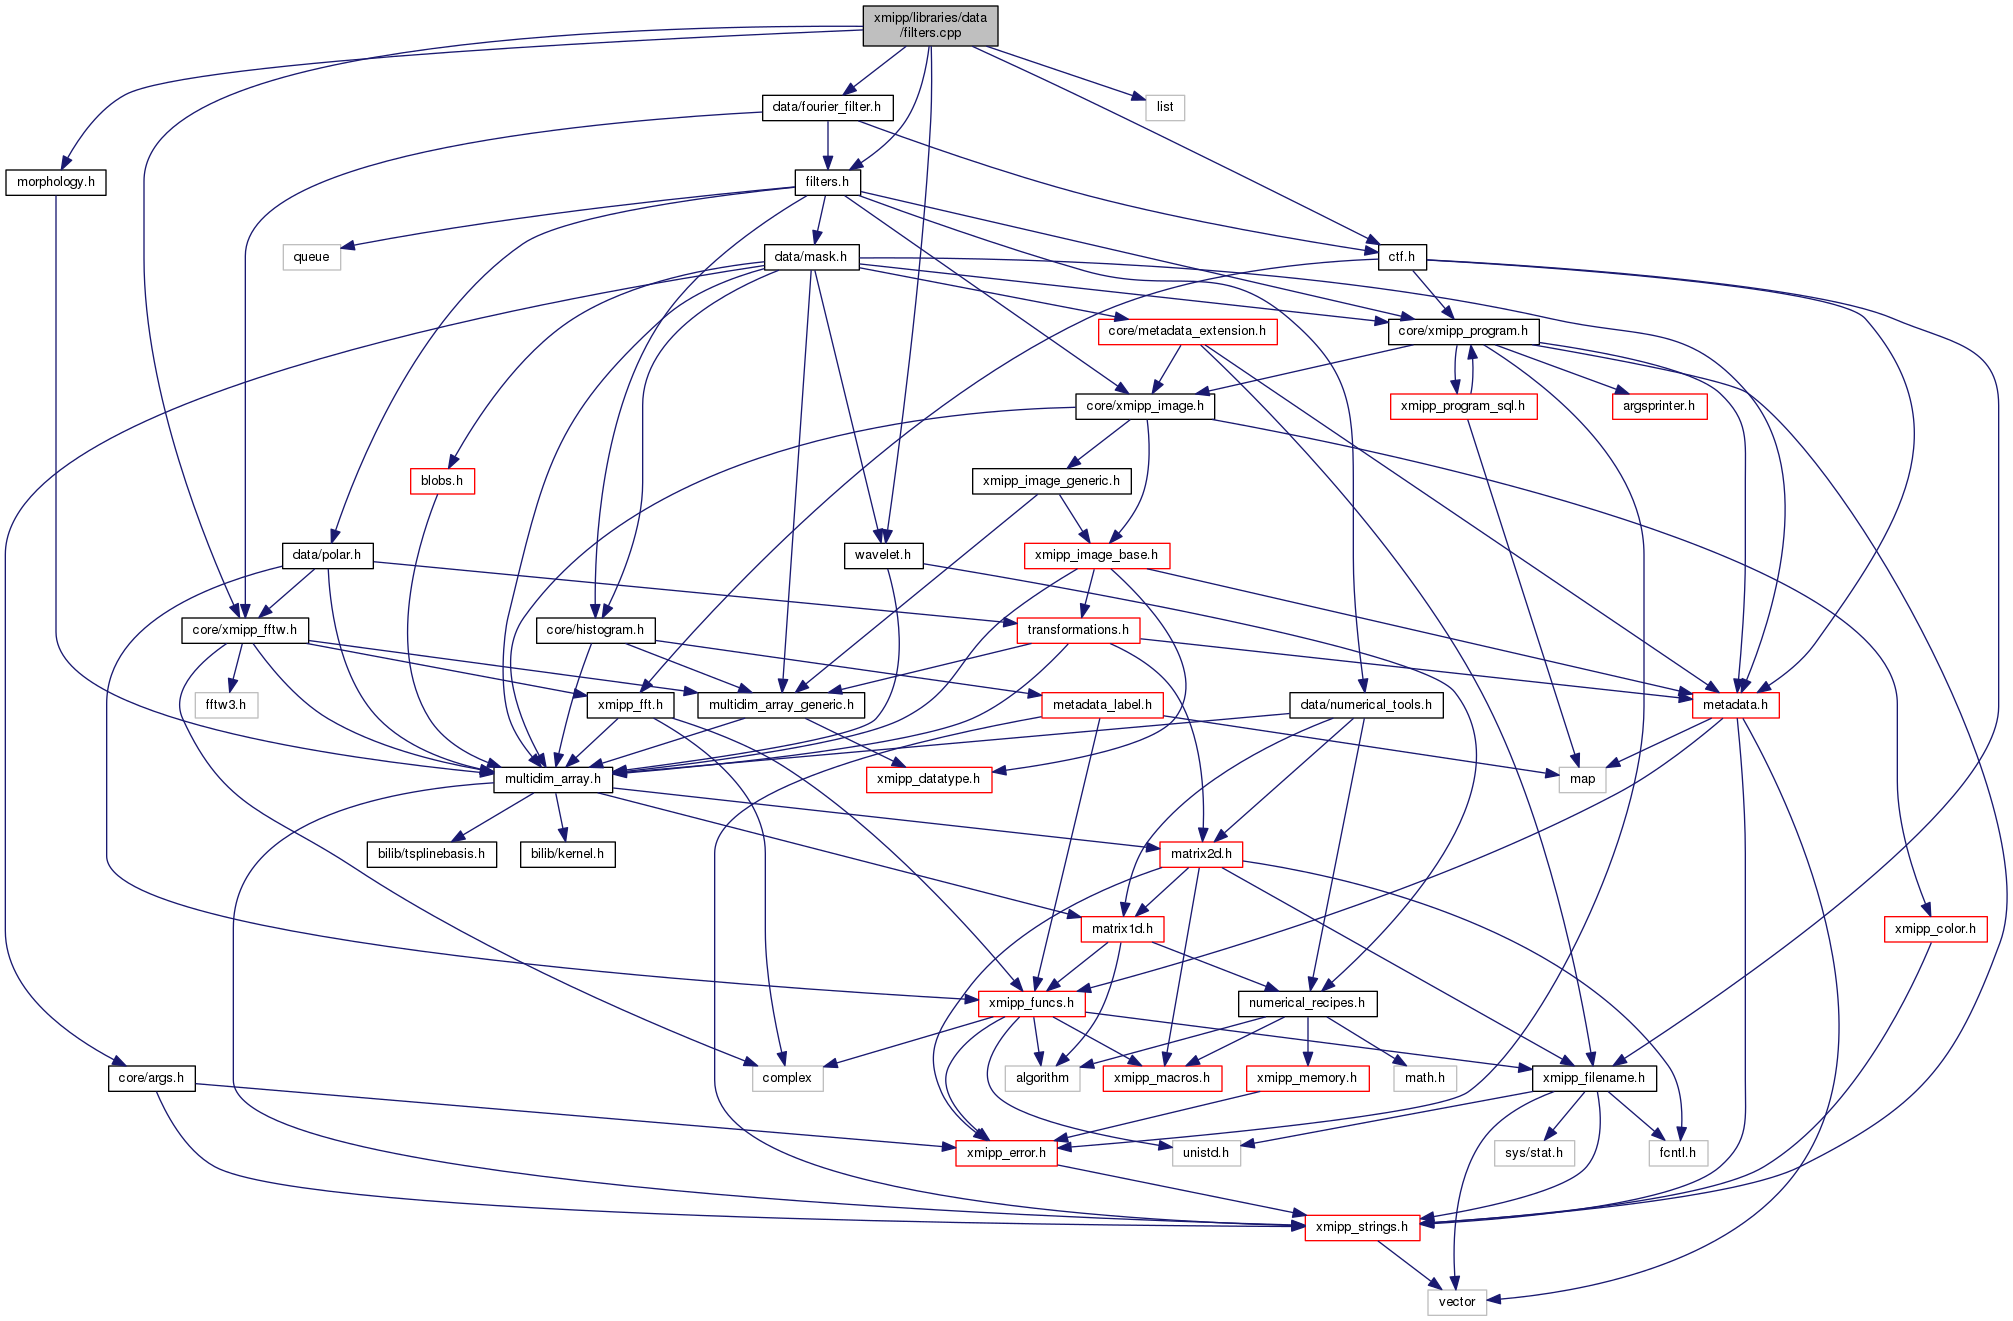 xmipp/libraries/data
/filters.cpp
data/fourier_filter.h
list
morphology.h
filters.h
queue
data/mask.h
ctf.h
core/metadata_extension.h
core/xmipp_program.h
core/xmipp_image.h
xmipp_program_sql.h
argsprinter.h
blobs.h
xmipp_image_generic.h
data/polar.h
wavelet.h
xmipp_image_base.h
core/xmipp_fftw.h
core/histogram.h
transformations.h
fftw3.h
xmipp_fft.h
multidim_array_generic.h
metadata_label.h
data/numerical_tools.h
metadata.h
multidim_array.h
xmipp_datatype.h
map
bilib/tsplinebasis.h
bilib/kernel.h
matrix2d.h
matrix1d.h
xmipp_color.h
xmipp_funcs.h
numerical_recipes.h
core/args.h
complex
algorithm
xmipp_macros.h
xmipp_memory.h
math.h
xmipp_filename.h
xmipp_error.h
unistd.h
sys/stat.h
fcntl.h
xmipp_strings.h
vector